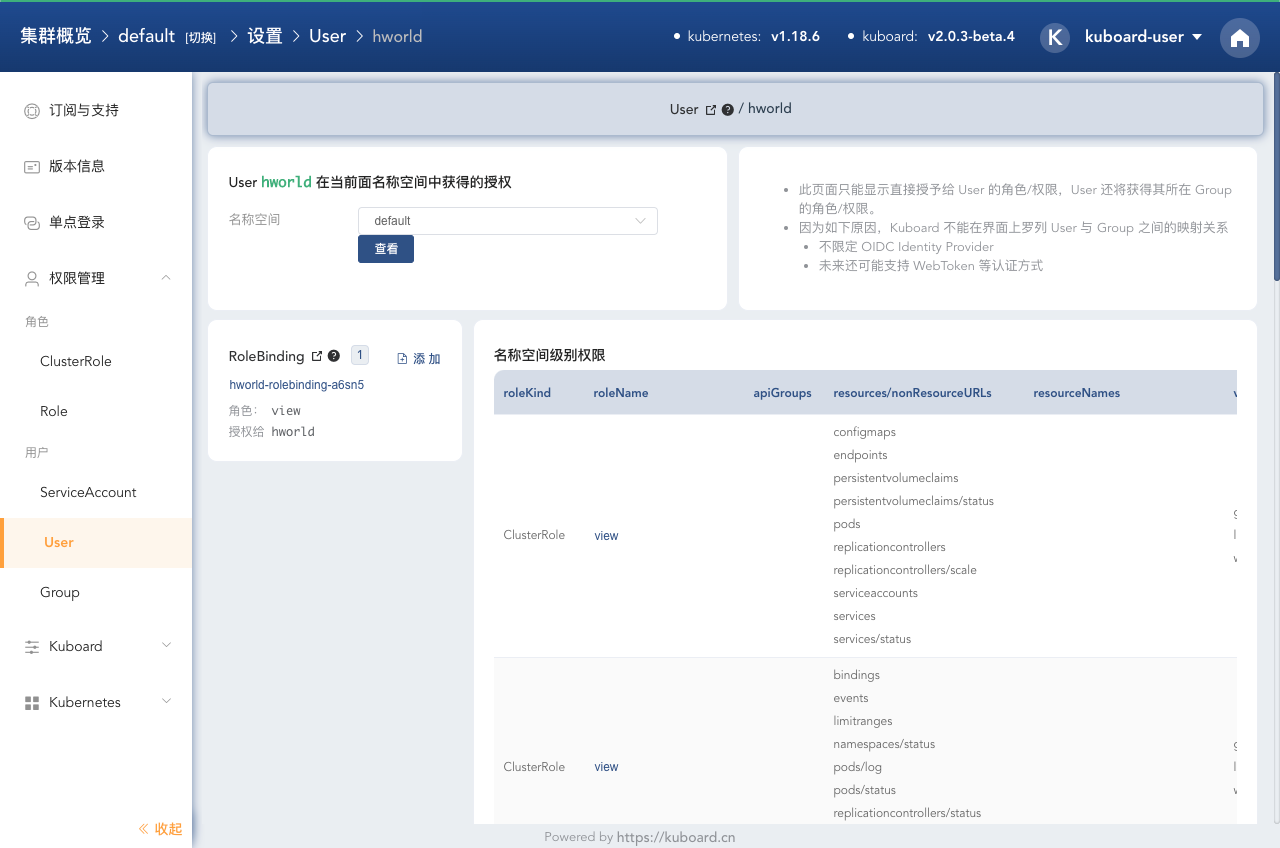 集群概览 > default [切换] > 设置 > User > hworld
• kubernetes: v1.18.6 • kuboard: v2.0.3-beta.4
K kuboard-user
订阅与支持
版本信息
单点登录
权限管理
角色
ClusterRole
Role
用户
ServiceAccount
User
Group
Kuboard
Kubernetes
收起
User / hworld
User hworld 在当前面名称空间中获得的授权
名称空间 default
查看
• 此页面只能显示直接授予给 User 的角色/权限，User 还将获得其所在 Group
的角色/权限。
• 因为如下原因，Kuboard 不能在界面上罗列 User 与 Group 之间的映射关系
• 不限定 OIDC Identity Provider
• 未来还可能支持 WebToken 等认证方式
RoleBinding 1 添 加
hworld-rolebinding-a6sn5
角色： view
授权给 hworld
名称空间级别权限
roleKind roleName apiGroups resources/nonResourceURLs resourceNames
configmaps
endpoints
persistentvolumeclaims
persistentvolumeclaims/status
pods
ClusterRole view
replicationcontrollers
replicationcontrollers/scale
serviceaccounts
services
services/status
bindings
events
limitranges
namespaces/status
ClusterRole view
pods/log
pods/status
replicationcontrollers/status
Powered by https://kuboard.cn